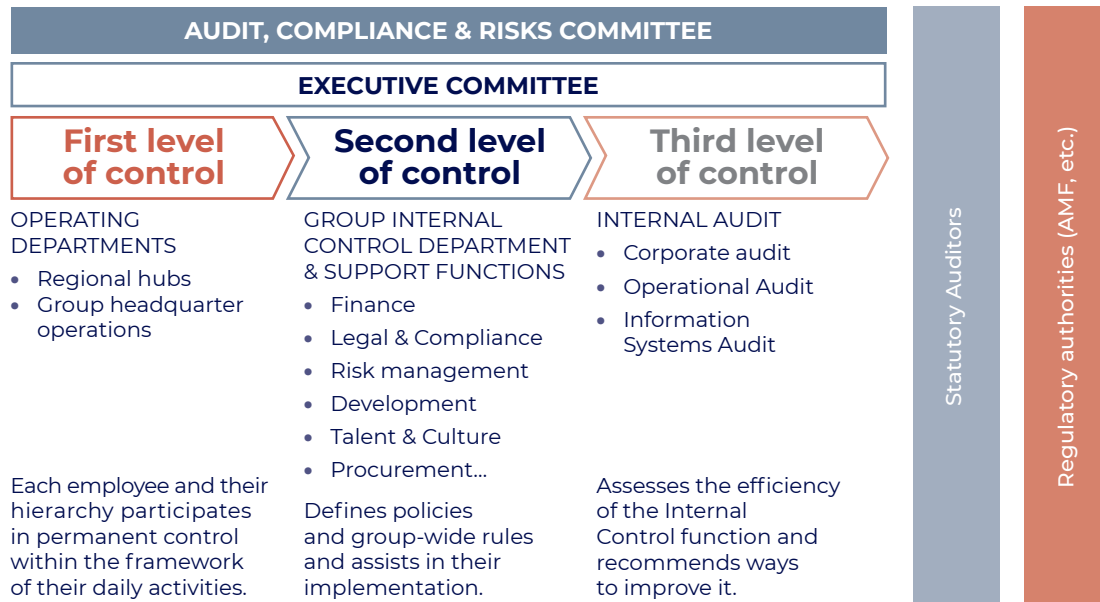 AUDIT, COMPLIANCE & RISKS COMMITTEE
EXECUTIVE COMMITTEE
First level
of control
Second level
of control
Third level
of control
OPERATING
DEPARTMENTS
• Regional hubs
• Group headquarter
operations
Each employee and their
hierarchy participates
in permanent control
within the framework
of their daily activities.
GROUP INTERNAL
CONTROL DEPARTMENT
& SUPPORT FUNCTIONS
• Finance
• Legal & Compliance
• Risk management
• Development
• Talent & Culture
• Procurement...
Defines policies
and group-wide rules
and assists in their
implementation.
INTERNAL AUDIT
• Corporate audit
• Operational Audit
• Information
Systems Audit
Assesses the efficiency
of the Internal
Control function and
recommends ways
to improve it.
Statutory Auditors
Regulatory authorities (AMF, etc.)